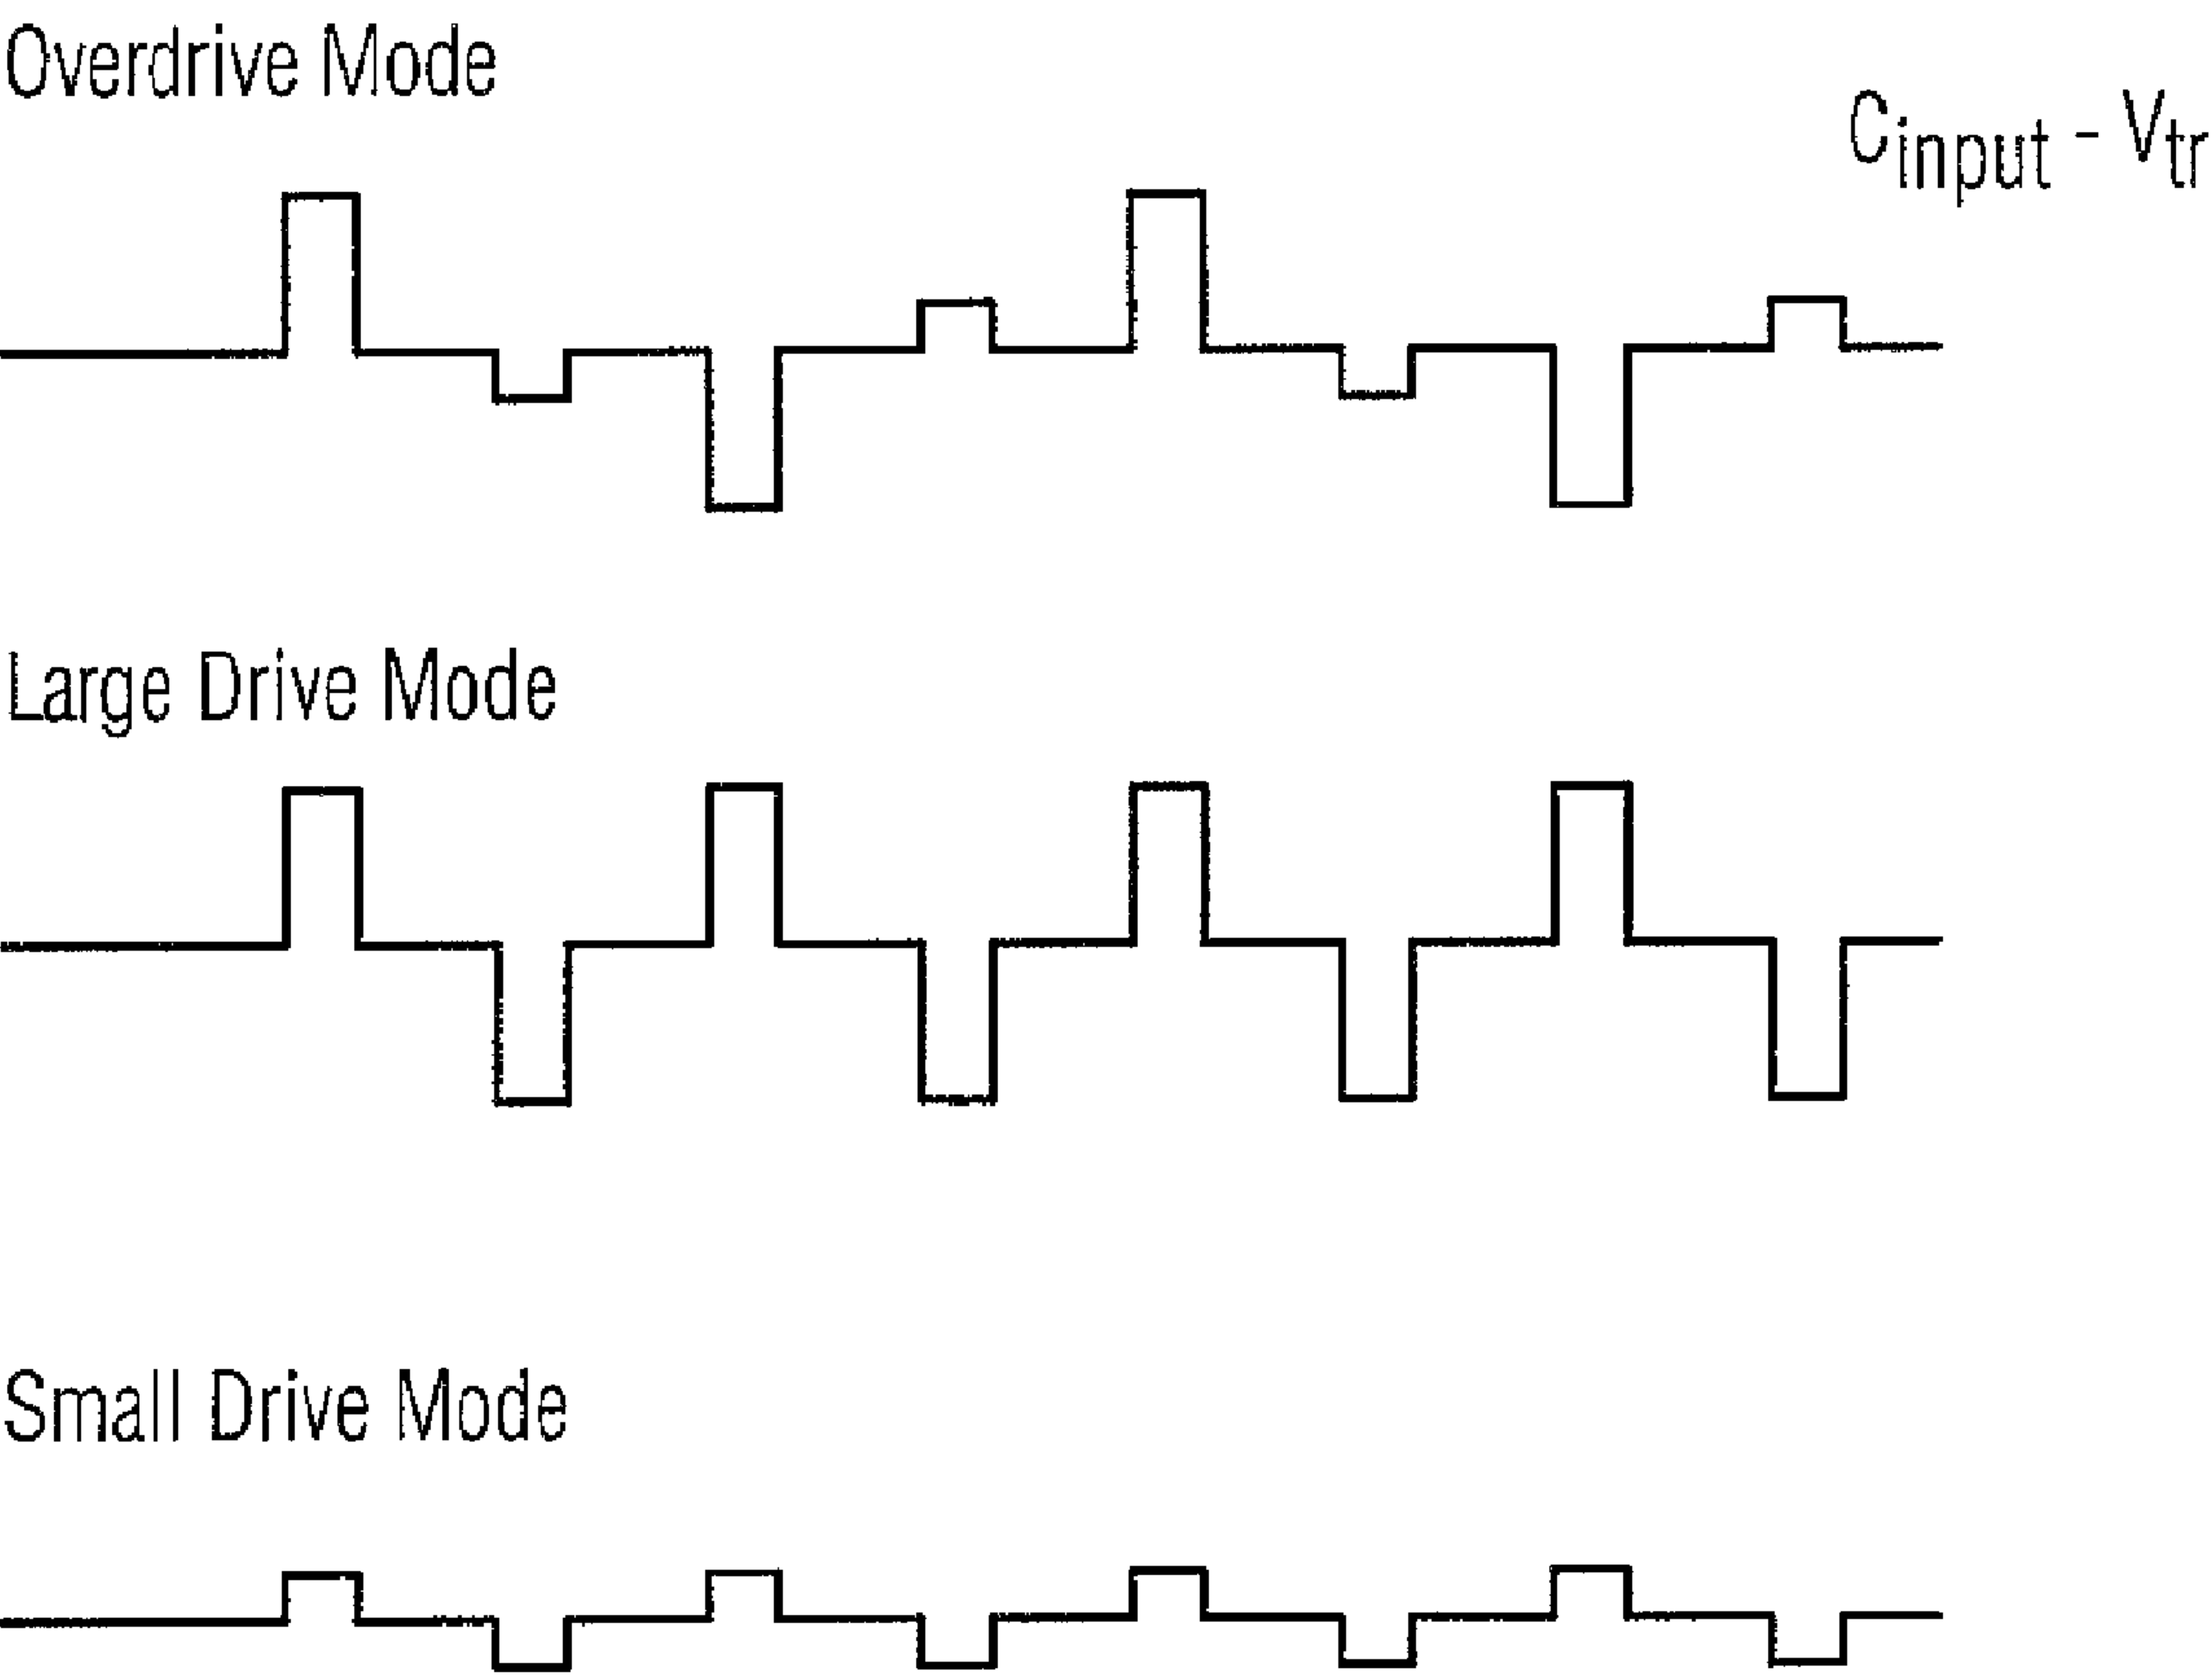 Overdrive Mode
Cinput - Vtr
Large Drive Mode
Small Drive Mode